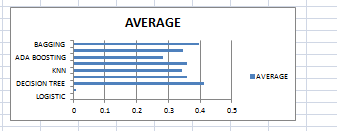 AVERAGE
BAGGING
ADA BOOSTING
KNN
DECISION TREE
LOGISTIC
AVERAGE
0 0.1 0.2 0.3 0.4 0.5